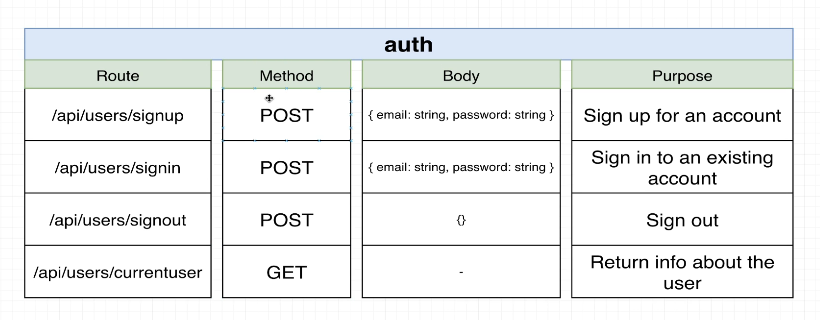 auth
Route Method Body Purpose
/api/users/signup POST { email: string, password: string } Sign up for an account
/api/users/signin POST { email: string, password: string } Sign in to an existing
account
/api/users/signout POST {} Sign out
/api/users/currentuser GET - Return info about the
user